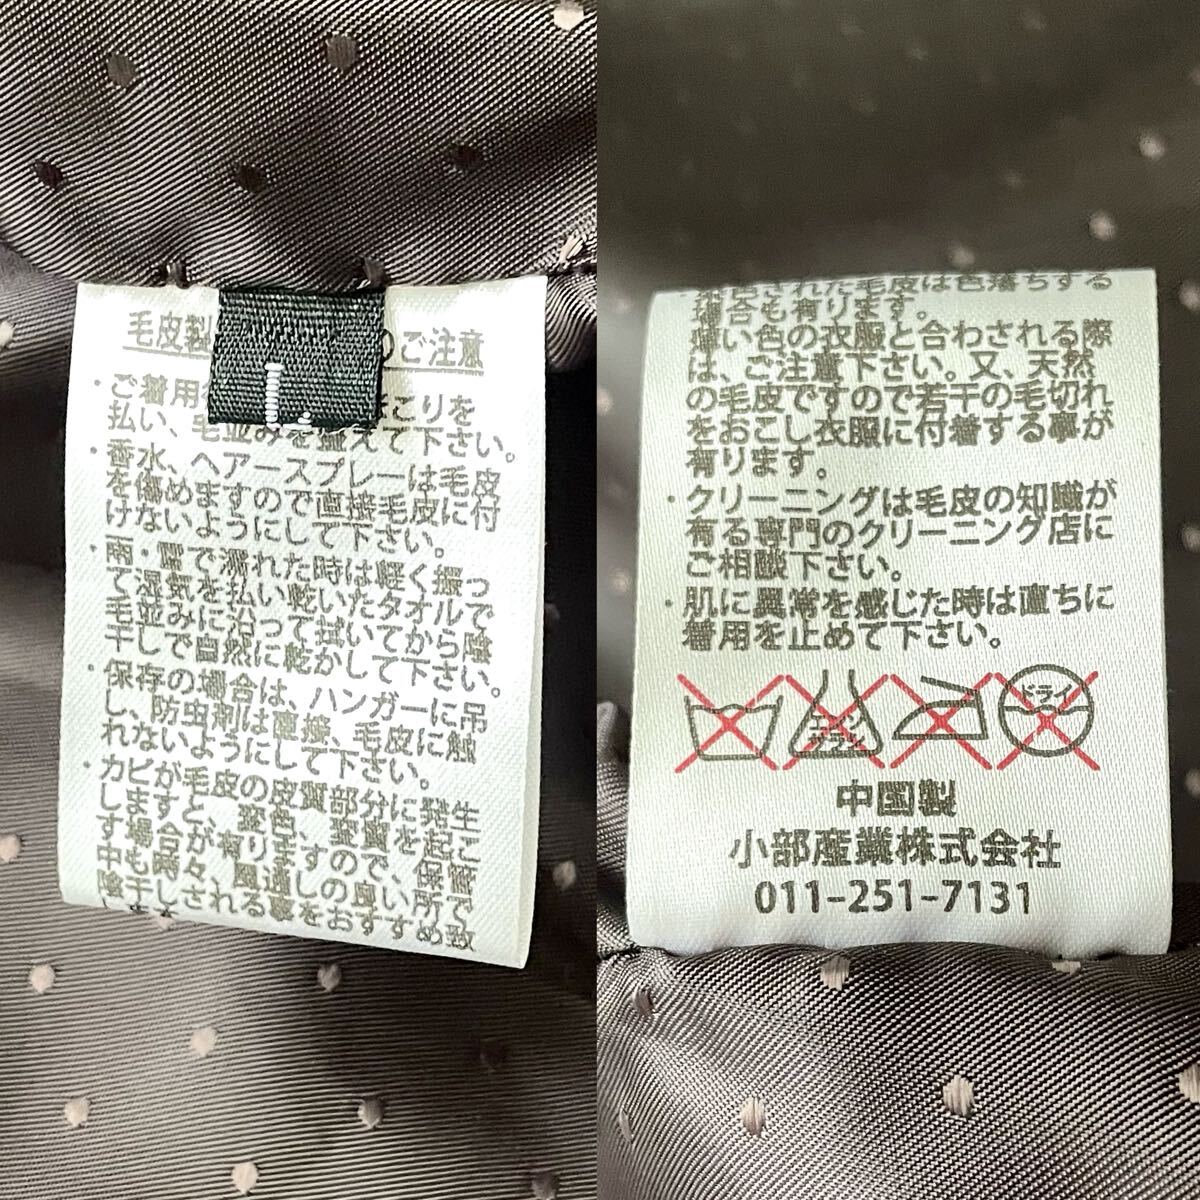 毛皮製
のご注意
L
・ご着用
こりを
払い、毛並みを整えて下さい。
・香水、ヘアースプレーは毛皮
を傷めますので直接毛皮に付
けないようにして下さい。
・雨・雪で濡れた時は軽く振っ
て湿気を払い乾いたタオルで
毛並みに沿って拭いてから陰
干しで自然に乾かして下さい。
・保存の場合は、ハンガーに吊
し、防虫剤は直接、毛皮に触
れないようにして下さい。
・カビが毛皮の皮質部分に発生
しますと、変色、変質を起こ
す場合が有りますので、保管
中も時々、風通しの良い所で
陰干しされる事をおすすめ致
された毛皮は色落ちする
場合も有ります。
薄い色の衣服と合わされる際
は、ご注意下さい。又、天然
の毛皮ですので若干の毛切れ
をおこし衣服に付着する事が
有ります。
・クリーニングは毛皮の知識が
有る専門のクリーニング店に
ご相談下さい。
・肌に異常を感じた時は直ちに
着用を止めて下さい。
エンソ
サラシ
ドライ
中国製
小部産業株式会社
011-251-7131